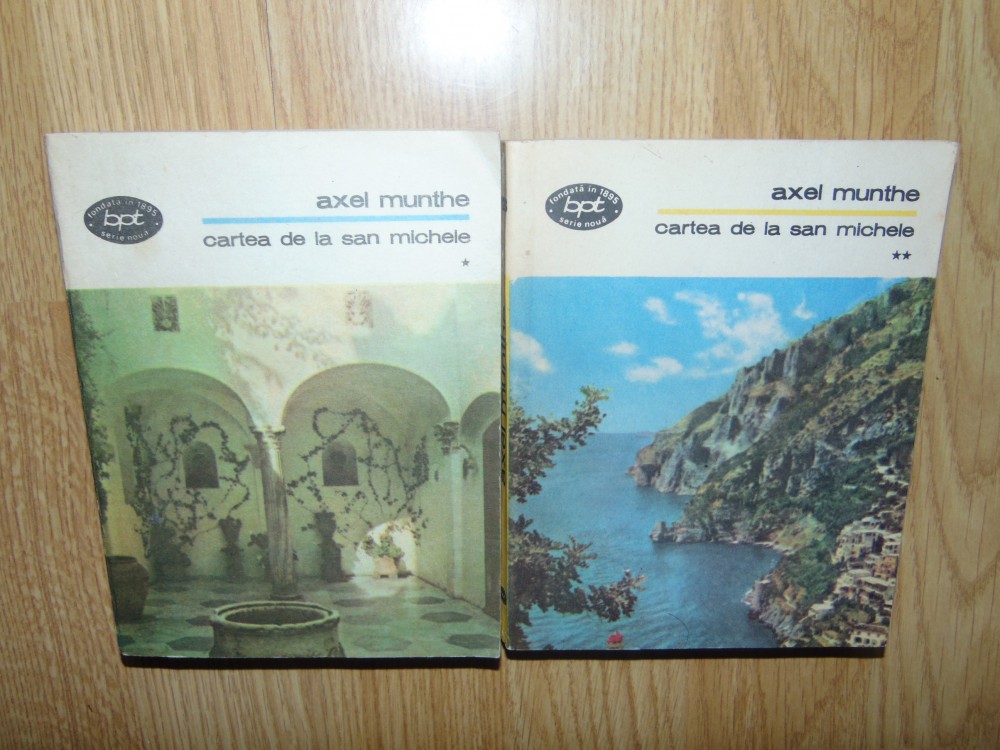 fondată în 1895
bpt
serie nouă
axel munthe
cartea de la san michele
*
fondată în 1895
bpt
serie nouă
axel munthe
cartea de la san michele
**